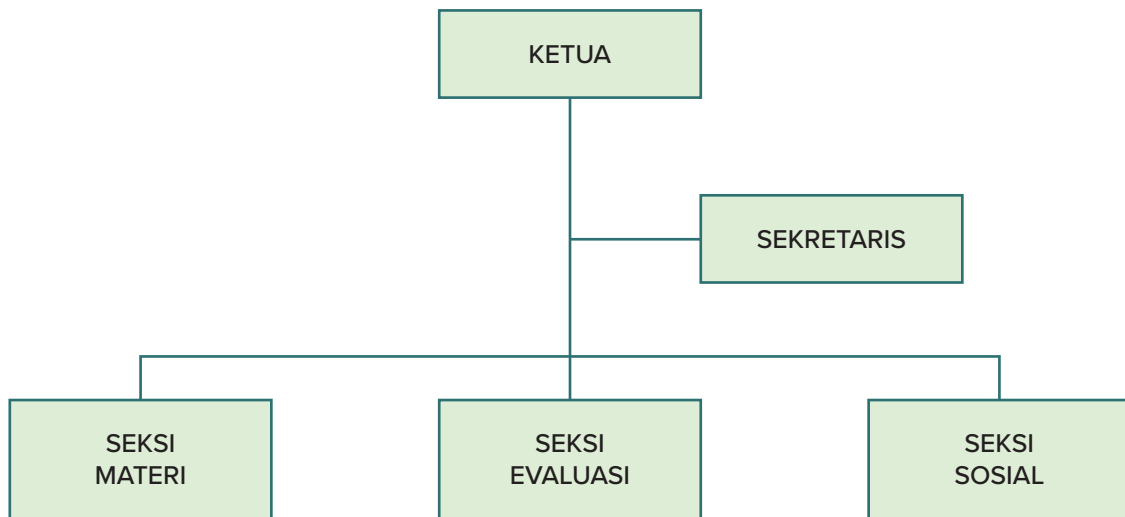 KETUA
SEKRETARIS
SEKSI
MATERI
SEKSI
EVALUASI
SEKSI
SOSIAL